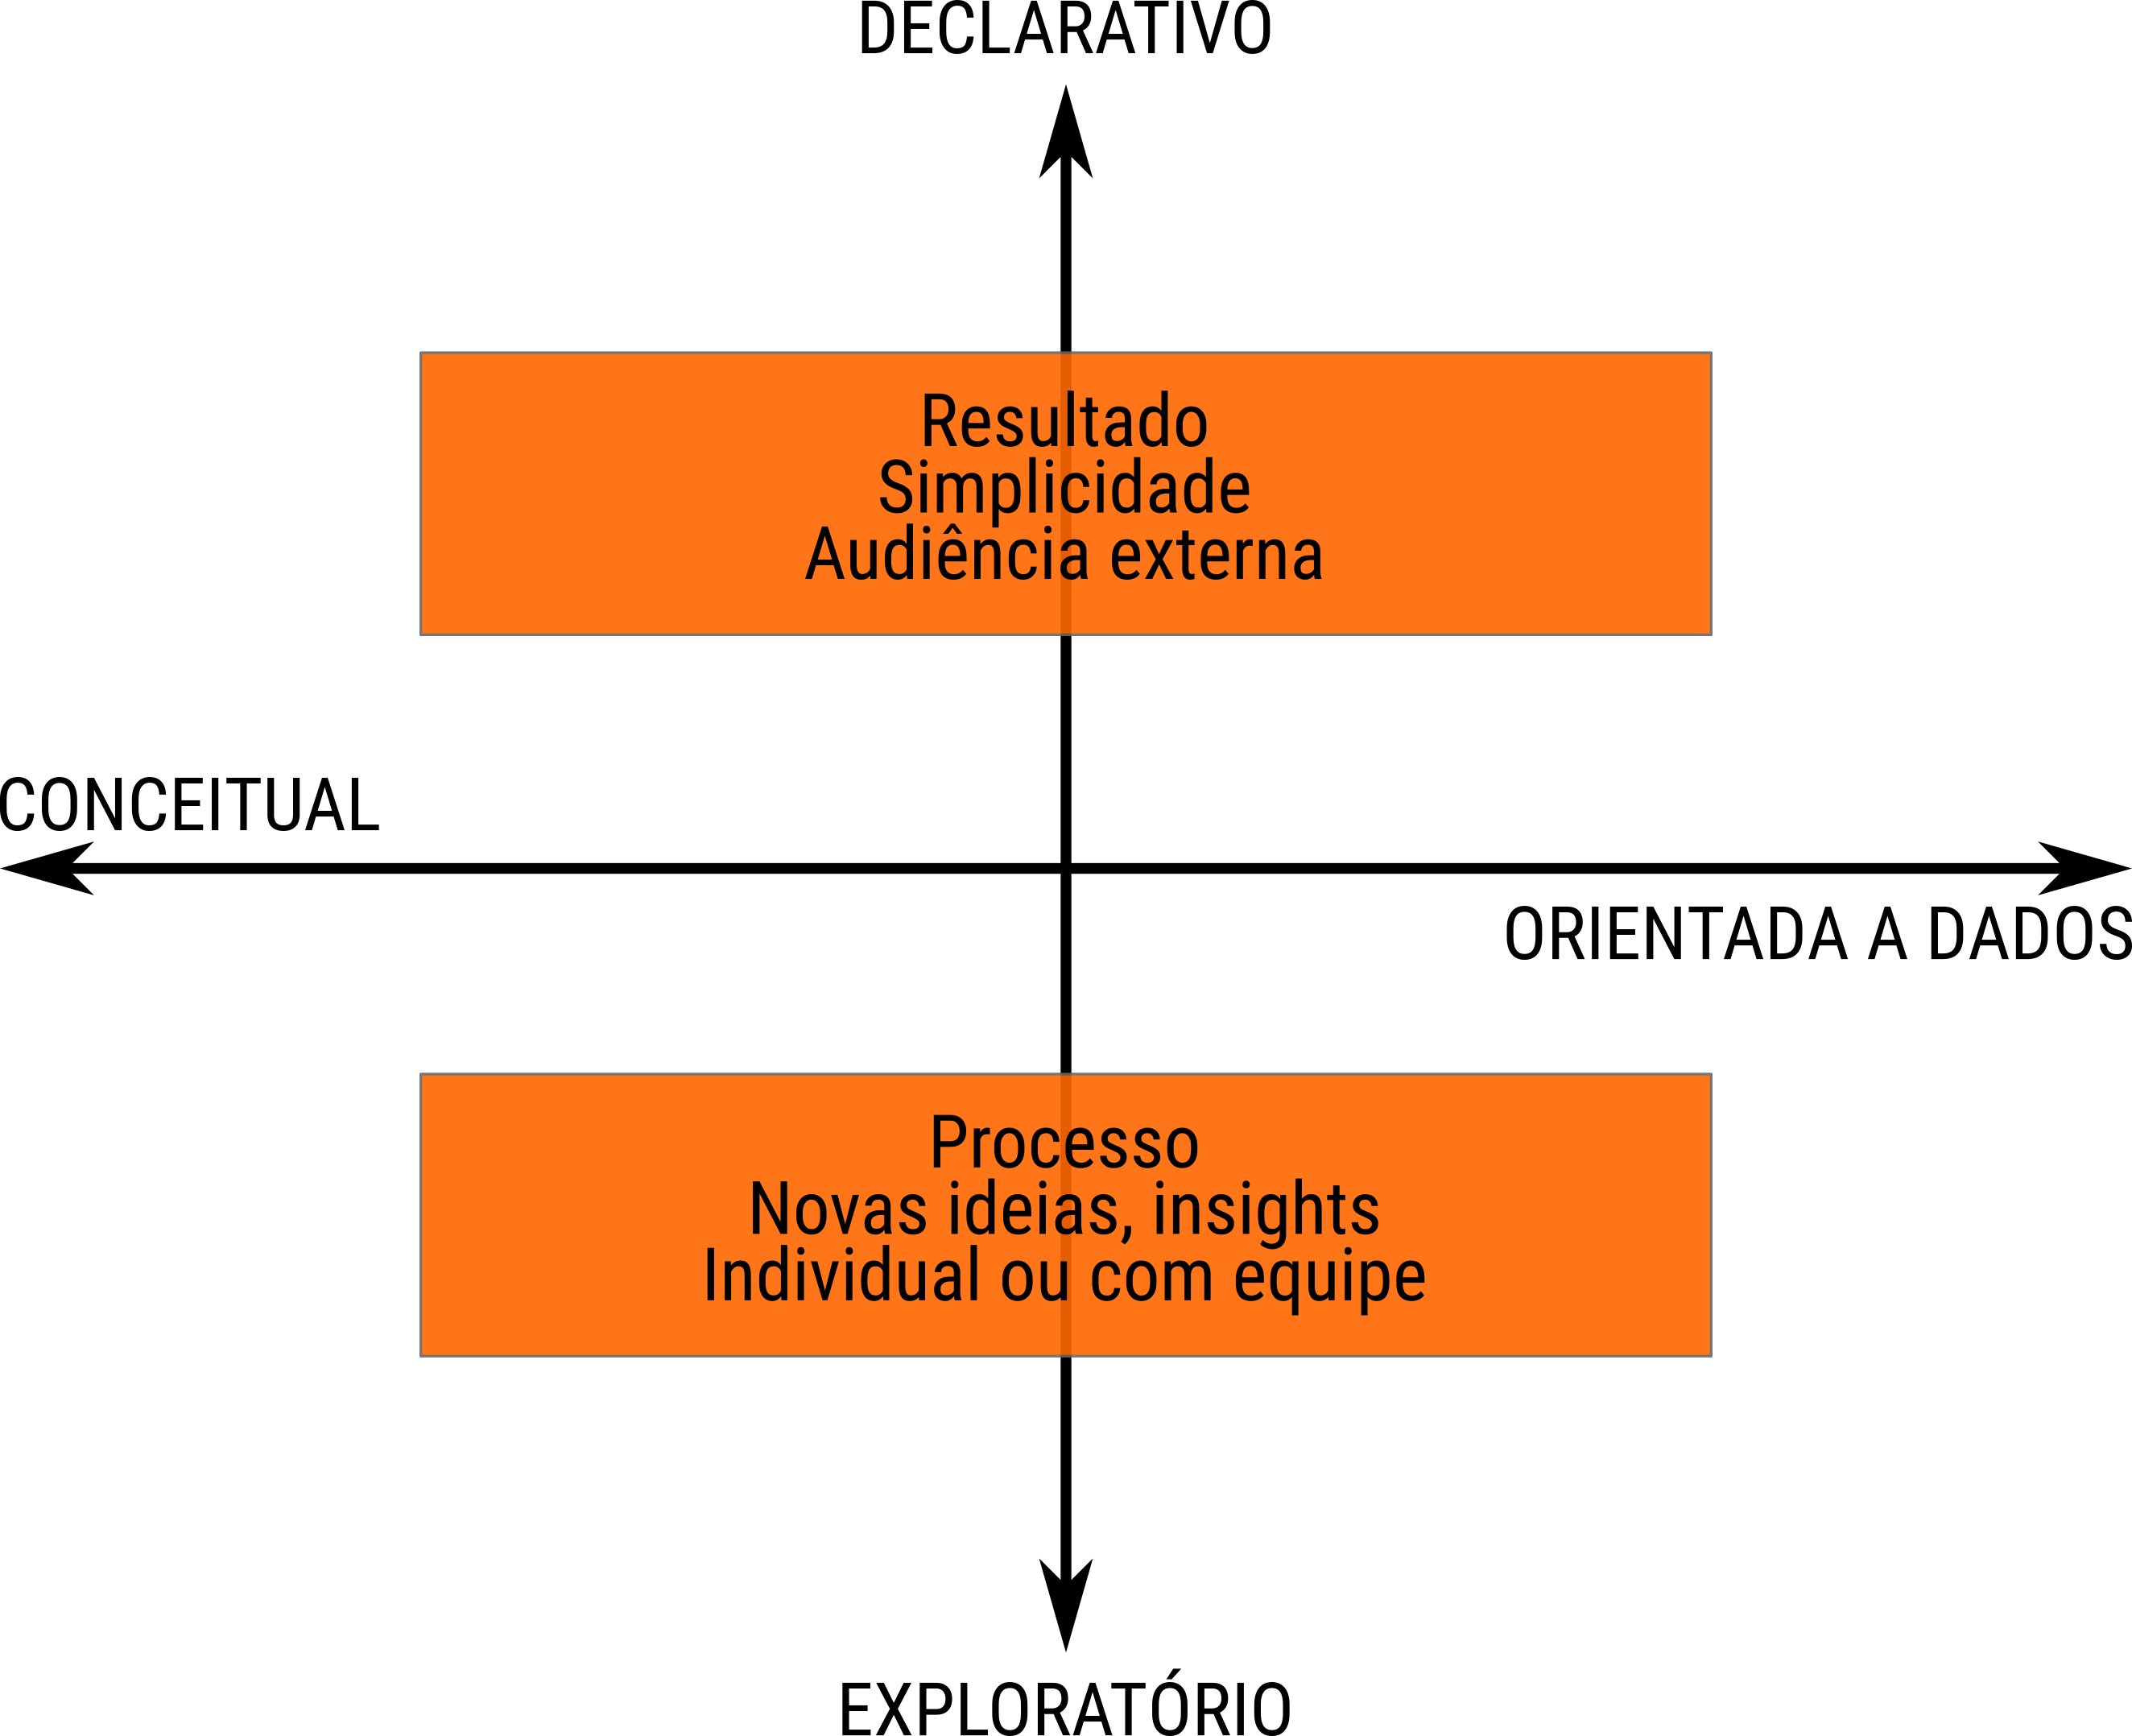 DECLARATIVO
Resultado
Simplicidade
Audiência externa
CONCEITUAL
ORIENTADA A DADOS
Processo
Novas ideias, insights
Individual ou com equipe
EXPLORATÓRIO